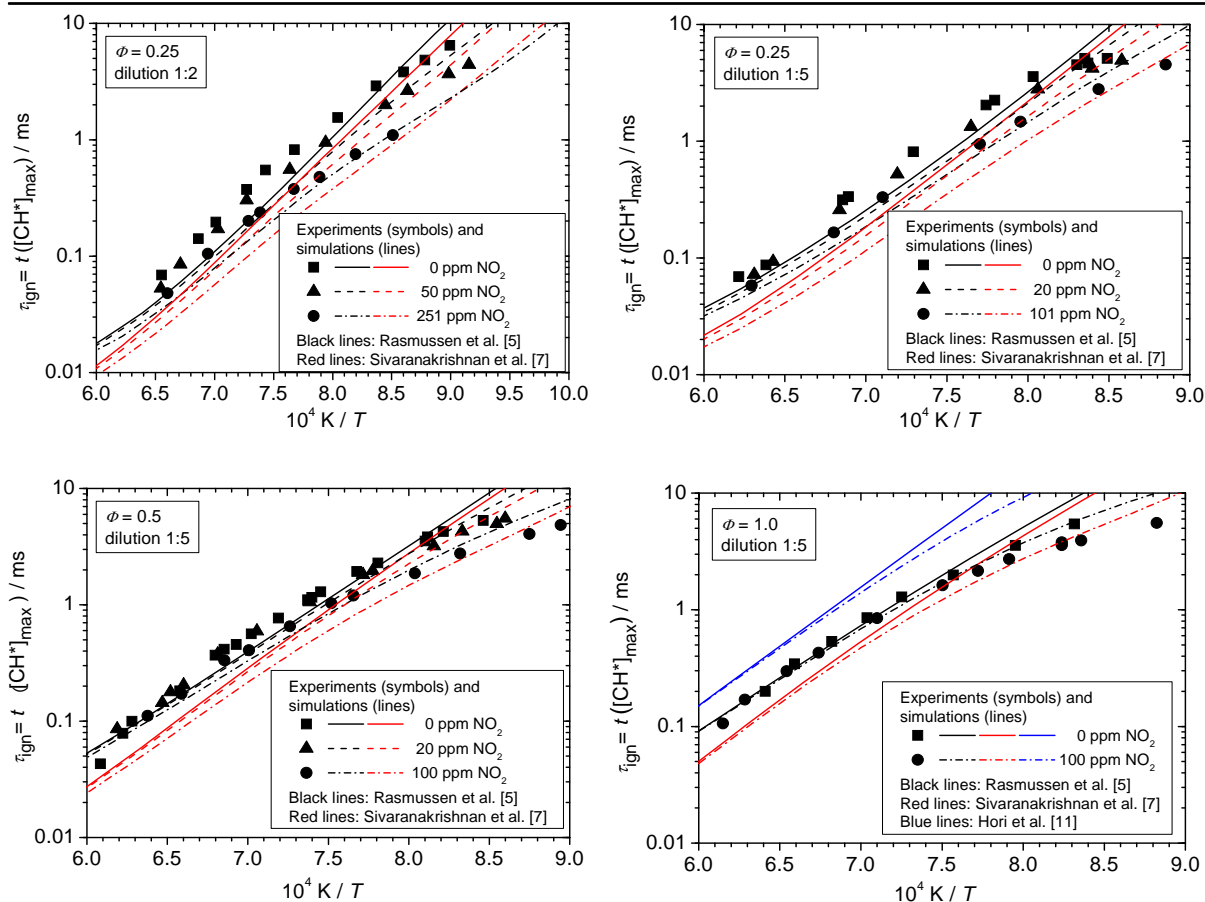 10
1
0.1
0.01
τign= t ([CH*]max) / ms
Φ = 0.25
dilution 1:2
Experiments (symbols) and
simulations (lines)
0 ppm NO2
50 ppm NO2
251 ppm NO2
Black lines: Rasmussen et al. [5]
Red lines: Sivaranakrishnan et al. [7]
6.0 6.5 7.0 7.5 8.0 8.5 9.0 9.5 10.0
10^4 K / T
10
1
0.1
0.01
τign= t ([CH*]max) / ms
Φ = 0.25
dilution 1:5
Experiments (symbols) and
simulations (lines)
0 ppm NO2
20 ppm NO2
101 ppm NO2
Black lines: Rasmussen et al. [5]
Red lines: Sivaranakrishnan et al. [7]
6.0 6.5 7.0 7.5 8.0 8.5 9.0
10^4 K / T
10
1
0.1
0.01
τign= t ([CH*]max) / ms
Φ = 0.5
dilution 1:5
Experiments (symbols) and
simulations (lines)
0 ppm NO2
20 ppm NO2
100 ppm NO2
Black lines: Rasmussen et al. [5]
Red lines: Sivaranakrishnan et al. [7]
6.0 6.5 7.0 7.5 8.0 8.5 9.0
10^4 K / T
10
1
0.1
0.01
τign= t ([CH*]max) / ms
Φ = 1.0
dilution 1:5
Experiments (symbols) and
simulations (lines)
0 ppm NO2
100 ppm NO2
Black lines: Rasmussen et al. [5]
Red lines: Sivaranakrishnan et al. [7]
Blue lines: Hori et al. [11]
6.0 6.5 7.0 7.5 8.0 8.5 9.0
10^4 K / T